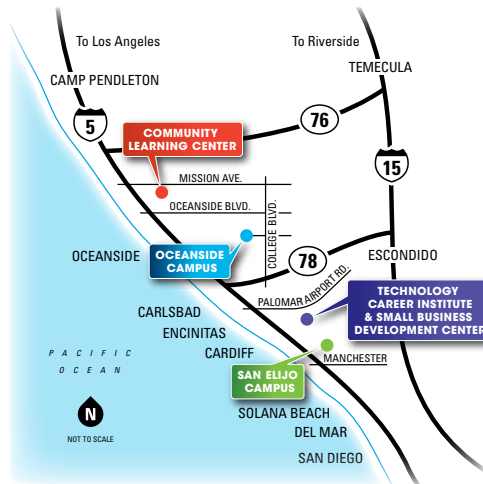 To Los Angeles
To Riverside
TEMECULA
CAMP PENDLETON
5
76
COMMUNITY
LEARNING CENTER
15
MISSION AVE.
OCEANSIDE BLVD.
COLLEGE BLVD.
OCEANSIDE
OCEANSIDE
CAMPUS
78
ESCONDIDO
PALOMAR AIRPORT RD.
TECHNOLOGY
CAREER INSTITUTE
& SMALL BUSINESS
DEVELOPMENT CENTER
CARLSBAD
ENCINITAS
CARDIFF
PACIFIC
OCEAN
MANCHESTER
SAN ELIJO
CAMPUS
SOLANA BEACH
DEL MAR
SAN DIEGO
N
NOT TO SCALE